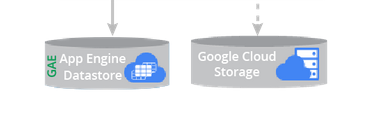 GAE
App Engine
Datastore
Google Cloud
Storage